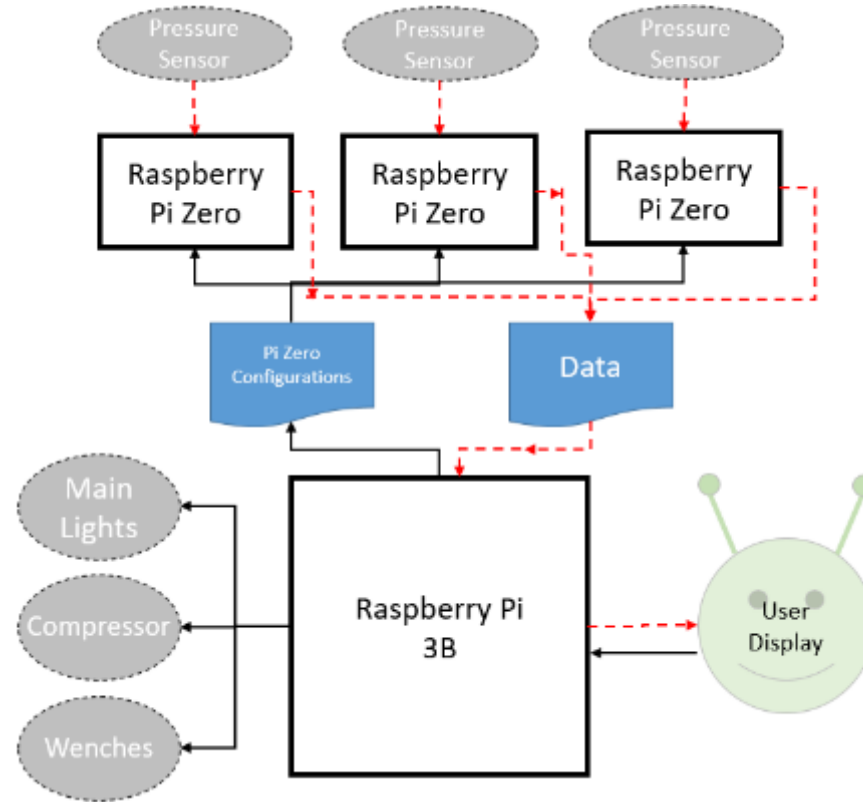 Pressure
Sensor
Pressure
Sensor
Pressure
Sensor
Raspberry
Pi Zero
Raspberry
Pi Zero
Raspberry
Pi Zero
Pi Zero
Configurations
Data
Main
Lights
Compressor
Wenches
Raspberry Pi
3B
User
Display